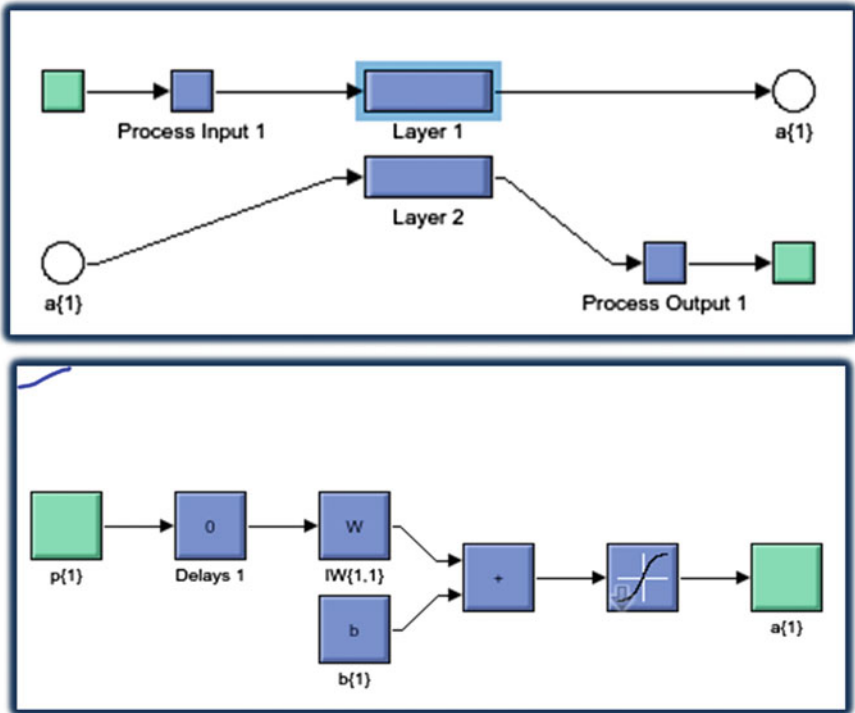 Process Input 1
Layer 1
a{1}
Layer 2
a{1}
Process Output 1
0
W
p{1}
Delays 1
IW{1,1}
+
b
a{1}
b{1}